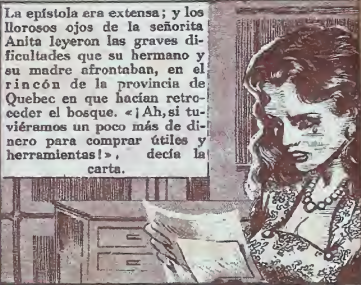 La epístola era extensa; y los
llorosos ojos de la señorita
Anita leyeron las graves di-
ficultades que su hermano y
su madre afrontaban, en el
rincón de la provincia de
Quebec en que hacían retro-
ceder el bosque. «¡Ah, si tu-
viéramos un poco más de di-
nero para comprar útiles y
herramientas!», decía la
carta.